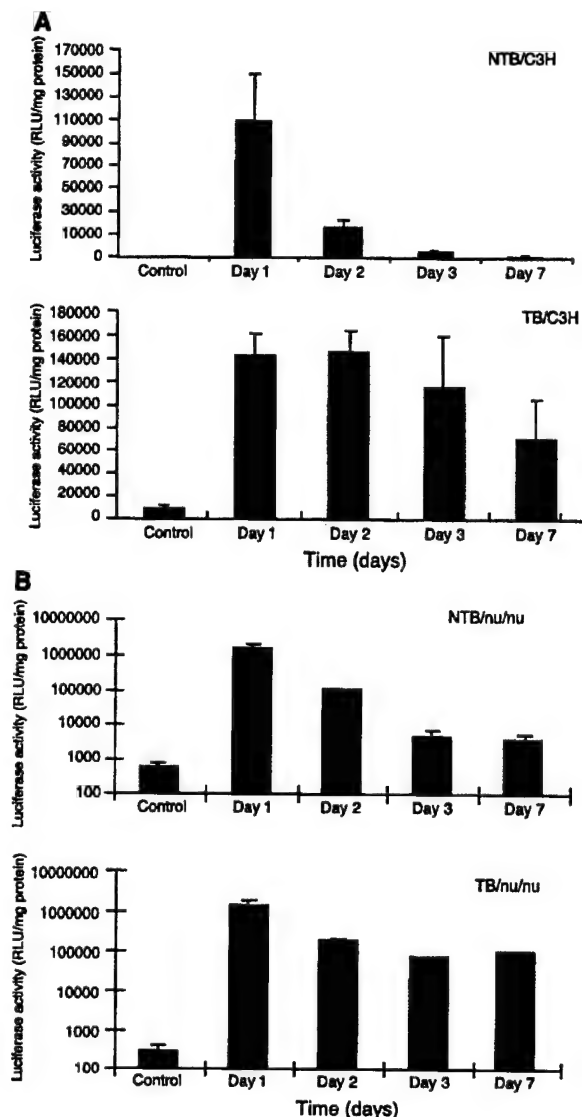 A
Luciferase activity (RLU/mg protein)
170000
150000
130000
110000
90000
70000
50000
30000
10000
0
NTB/C3H
Control Day 1 Day 2 Day 3 Day 7
Luciferase activity (RLU/mg protein)
180000
160000
140000
120000
100000
80000
60000
40000
20000
0
TB/C3H
Control Day 1 Day 2 Day 3 Day 7
Time (days)
B
Luciferase activity (RLU/mg protein)
10000000
1000000
100000
10000
1000
100
NTB/nu/nu
Control Day 1 Day 2 Day 3 Day 7
Luciferase activity (RLU/mg protein)
10000000
1000000
100000
10000
1000
100
TB/nu/nu
Control Day 1 Day 2 Day 3 Day 7
Time (days)